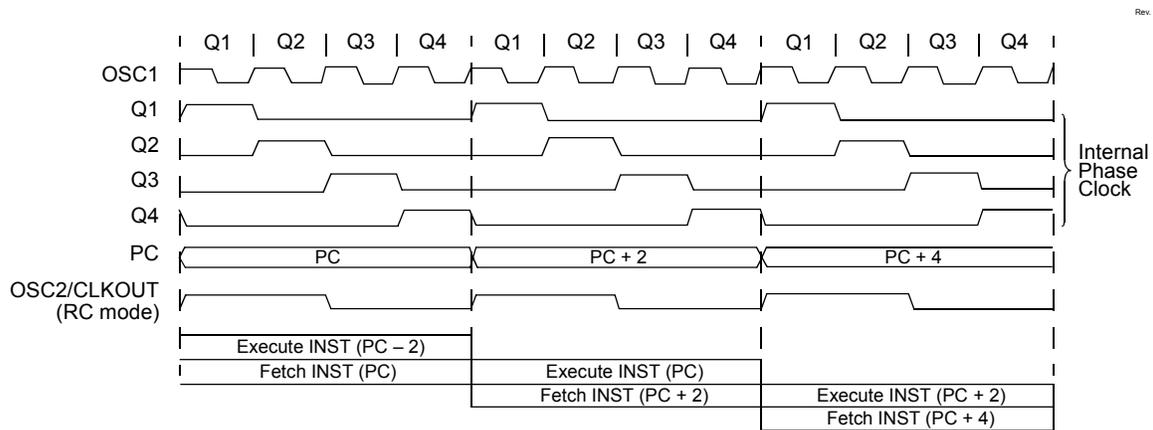 Rev.
Q1 Q2 Q3 Q4 Q1 Q2 Q3 Q4 Q1 Q2 Q3 Q4
OSC1
Q1
Q2
Q3
Q4
Internal
Phase
Clock
PC
PC
PC + 2
PC + 4
OSC2/CLKOUT
(RC mode)
Execute INST (PC – 2)
Fetch INST (PC)
Execute INST (PC)
Fetch INST (PC + 2)
Execute INST (PC + 2)
Fetch INST (PC + 4)